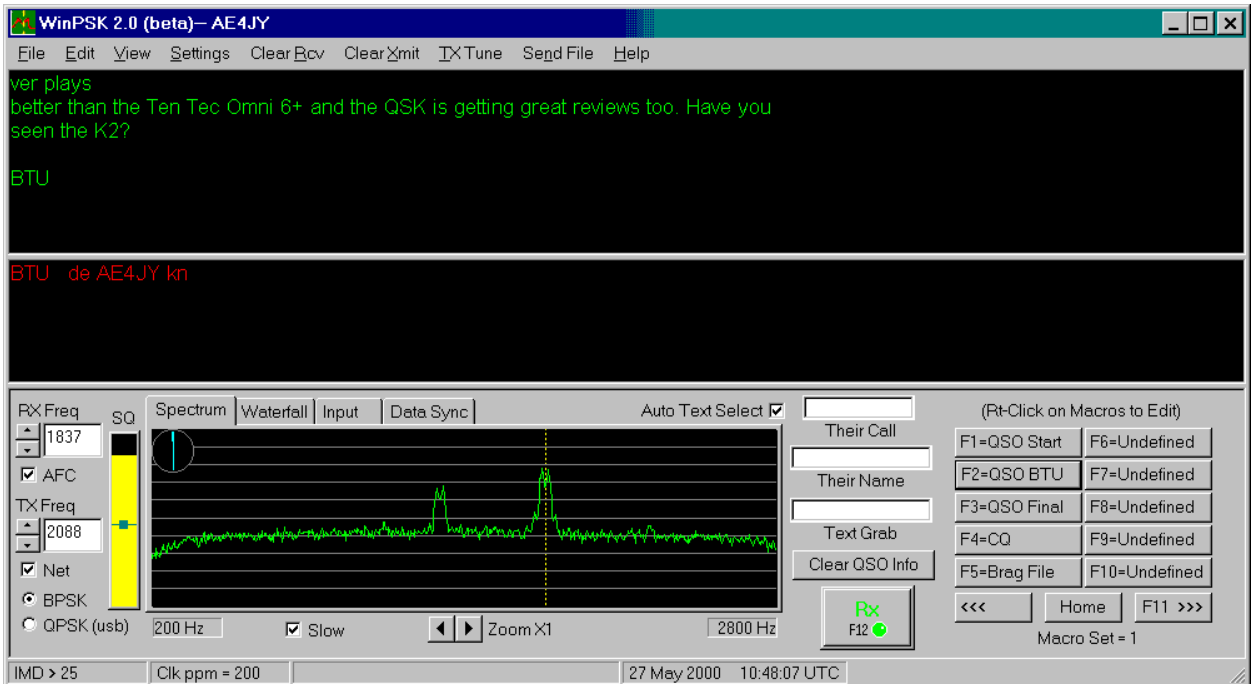 WinPSK 2.0 (beta)– AE4JY
File Edit View Settings Clear Rcv Clear Xmit TX Tune Send File Help
ver plays
better than the Ten Tec Omni 6+ and the QSK is getting great reviews too. Have you
seen the K2?
BTU
BTU de AE4JY kn
RX Freq
1837
AFC
TX Freq
2088
Net
BPSK
QPSK (usb)
SQ
Spectrum Waterfall Input Data Sync
Auto Text Select
200 Hz
Slow
Zoom X1
2800 Hz
Their Call
Their Name
Text Grab
Clear QSO Info
Rx
F12
(Rt-Click on Macros to Edit)
F1=QSO Start F6=Undefined
F2=QSO BTU F7=Undefined
F3=QSO Final F8=Undefined
F4=CQ F9=Undefined
F5=Brag File F10=Undefined
<<< Home F11 >>>
Macro Set = 1
IMD > 25 Clk ppm = 200 27 May 2000 10:48:07 UTC